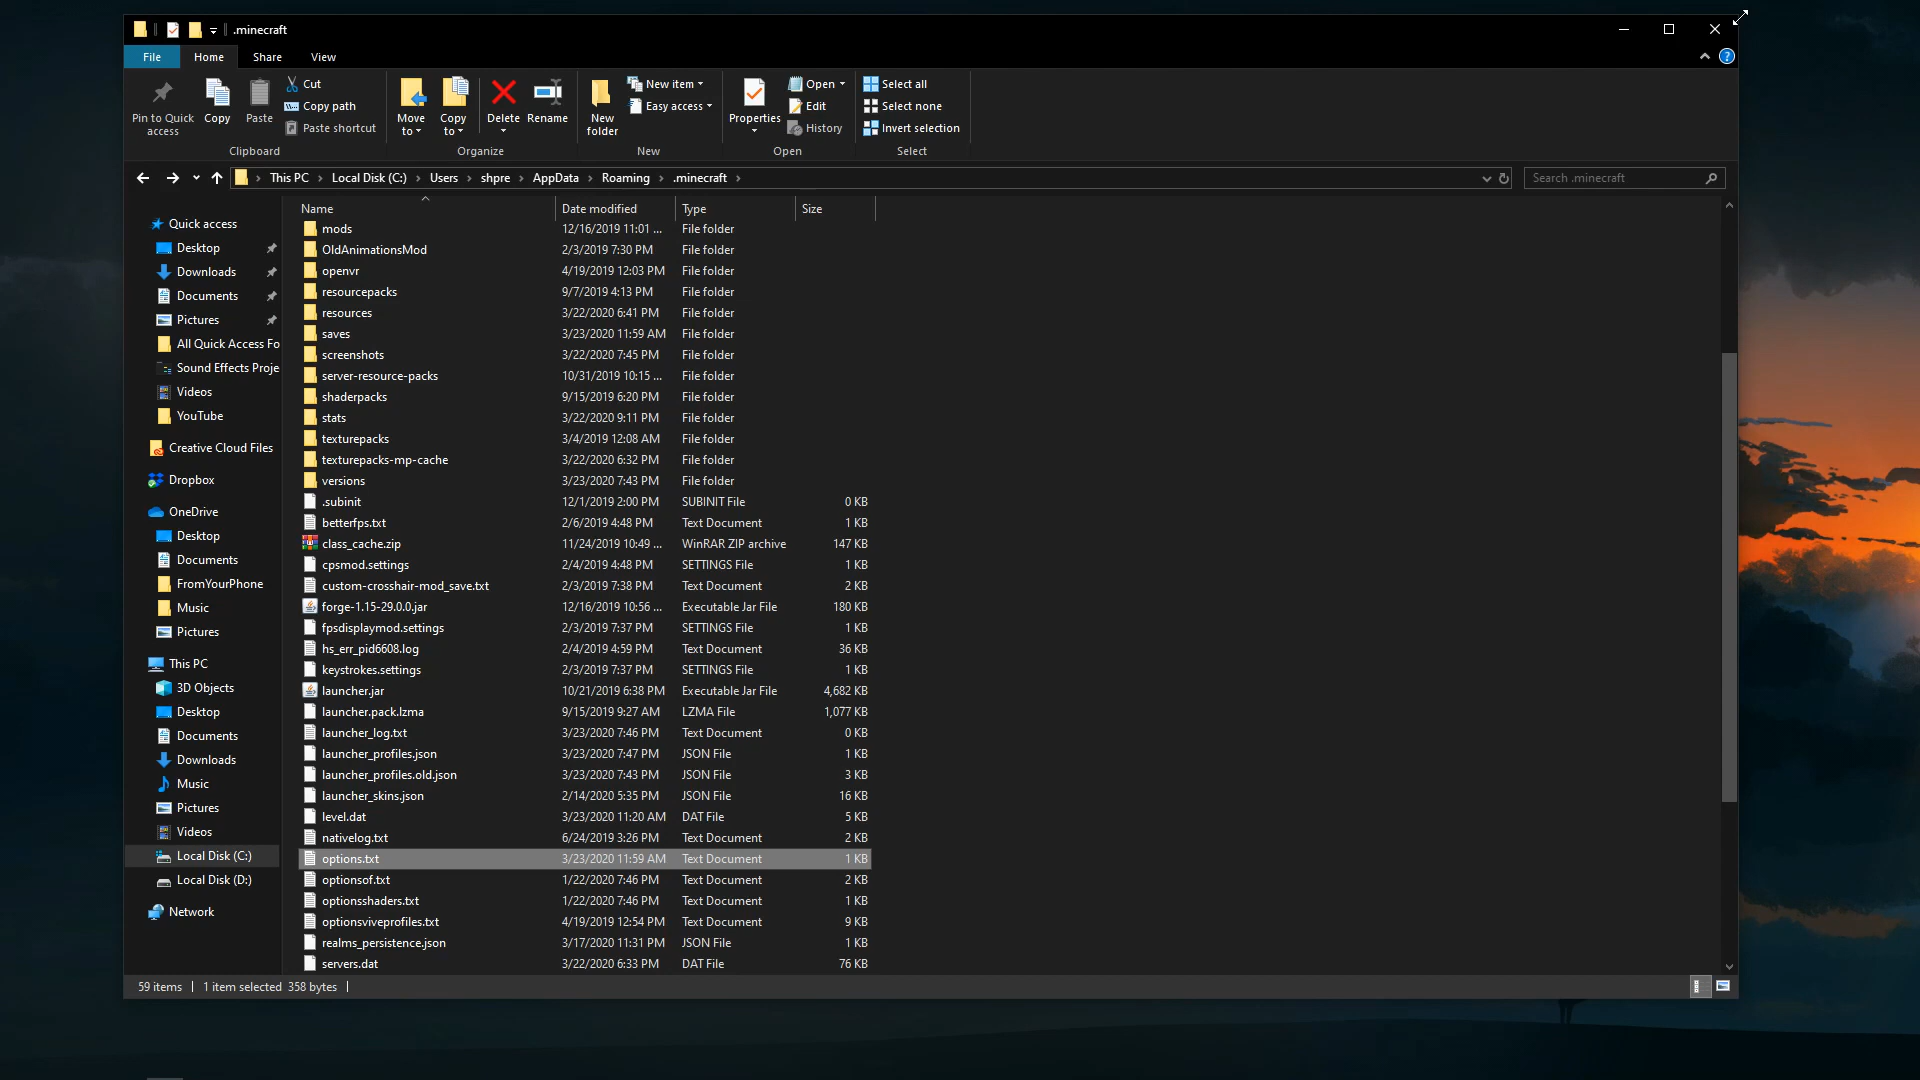 .minecraft
File Home Share View
Pin to Quick access
Copy
Paste
Cut
Copy path
Paste shortcut
Clipboard
Move to
Copy to
Delete
Rename
Organize
New folder
New item
Easy access
New
Properties
Open
Edit
History
Open
Select all
Select none
Invert selection
Select
This PC Local Disk (C:) Users shpre AppData Roaming .minecraft
Search .minecraft
Quick access
Desktop
Downloads
Documents
Pictures
All Quick Access Fo
Sound Effects Proje
Videos
YouTube
Creative Cloud Files
Dropbox
OneDrive
Desktop
Documents
FromYourPhone
Music
Pictures
This PC
3D Objects
Desktop
Documents
Downloads
Music
Pictures
Videos
Local Disk (C:)
Local Disk (D:)
Network
Name Date modified Type Size
mods 12/16/2019 11:01 ... File folder
OldAnimationsMod 2/3/2019 7:30 PM File folder
openvr 4/19/2019 12:03 PM File folder
resourcepacks 9/7/2019 4:13 PM File folder
resources 3/22/2020 6:41 PM File folder
saves 3/23/2020 11:59 AM File folder
screenshots 3/22/2020 7:45 PM File folder
server-resource-packs 10/31/2019 10:15 ... File folder
shaderpacks 9/15/2019 6:20 PM File folder
stats 3/22/2020 9:11 PM File folder
texturepacks 3/4/2019 12:08 AM File folder
texturepacks-mp-cache 3/22/2020 6:32 PM File folder
versions 3/23/2020 7:43 PM File folder
.subinit 12/1/2019 2:00 PM SUBINIT File 0 KB
betterfps.txt 2/6/2019 4:48 PM Text Document 1 KB
class_cache.zip 11/24/2019 10:49 ... WinRAR ZIP archive 147 KB
cpsmod.settings 2/4/2019 4:48 PM SETTINGS File 1 KB
custom-crosshair-mod_save.txt 2/3/2019 7:38 PM Text Document 2 KB
forge-1.15-29.0.0.jar 12/16/2019 10:56 ... Executable Jar File 180 KB
fpsdisplaymod.settings 2/3/2019 7:37 PM SETTINGS File 1 KB
hs_err_pid6608.log 2/4/2019 4:59 PM Text Document 36 KB
keystrokes.settings 2/3/2019 7:37 PM SETTINGS File 1 KB
launcher.jar 10/21/2019 6:38 PM Executable Jar File 4,682 KB
launcher.pack.lzma 9/15/2019 9:27 AM LZMA File 1,077 KB
launcher_log.txt 3/23/2020 7:46 PM Text Document 0 KB
launcher_profiles.json 3/23/2020 7:47 PM JSON File 1 KB
launcher_profiles.old.json 3/23/2020 7:43 PM JSON File 3 KB
launcher_skins.json 2/14/2020 5:35 PM JSON File 16 KB
level.dat 3/23/2020 11:20 AM DAT File 5 KB
nativelog.txt 6/24/2019 3:26 PM Text Document 2 KB
options.txt 3/23/2020 11:59 AM Text Document 1 KB
optionsof.txt 1/22/2020 7:46 PM Text Document 2 KB
optionsshaders.txt 1/22/2020 7:46 PM Text Document 1 KB
optionsviveprofiles.txt 4/19/2019 12:54 PM Text Document 9 KB
realms_persistence.json 3/17/2020 11:31 PM JSON File 1 KB
servers.dat 3/22/2020 6:33 PM DAT File 76 KB
59 items 1 item selected 358 bytes